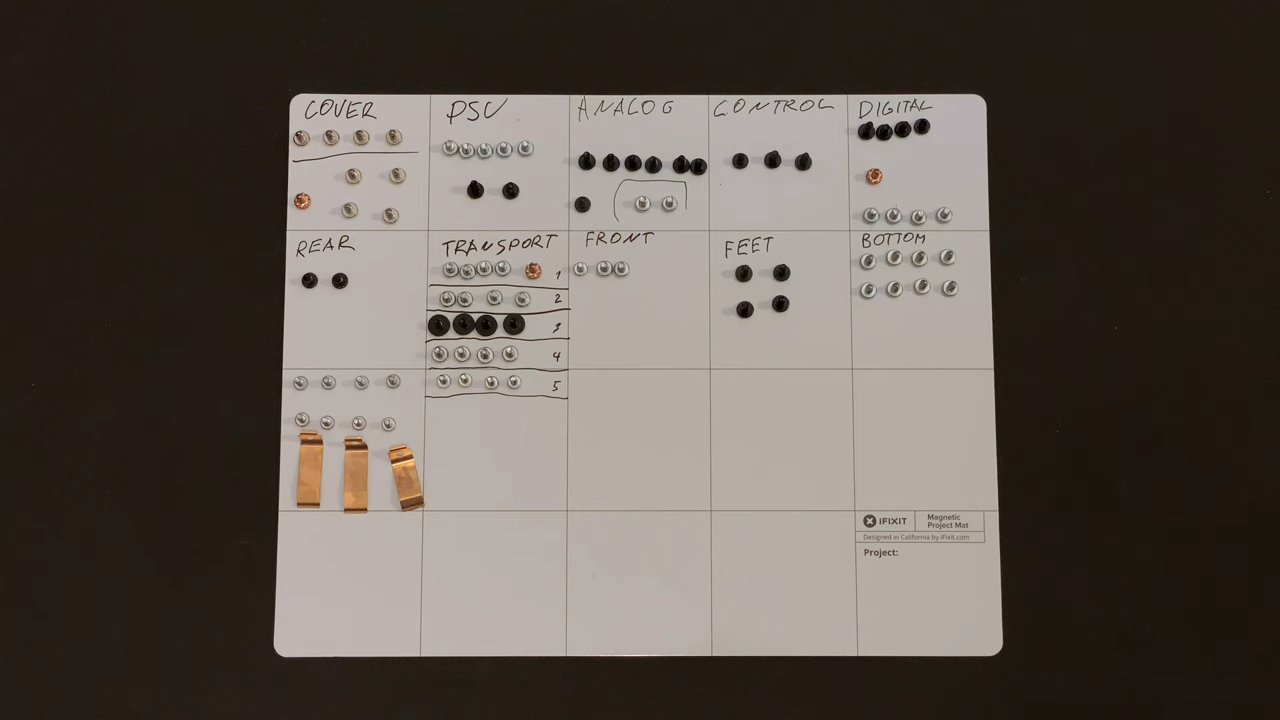 COVER
PSU
ANALOG
CONTROL
DIGITAL
REAR
TRANSPORT
1
2
3
4
5
FRONT
FEET
BOTTOM
IFIXIT
Magnetic
Project Mat
Designed in California by iFixit.com
Project: